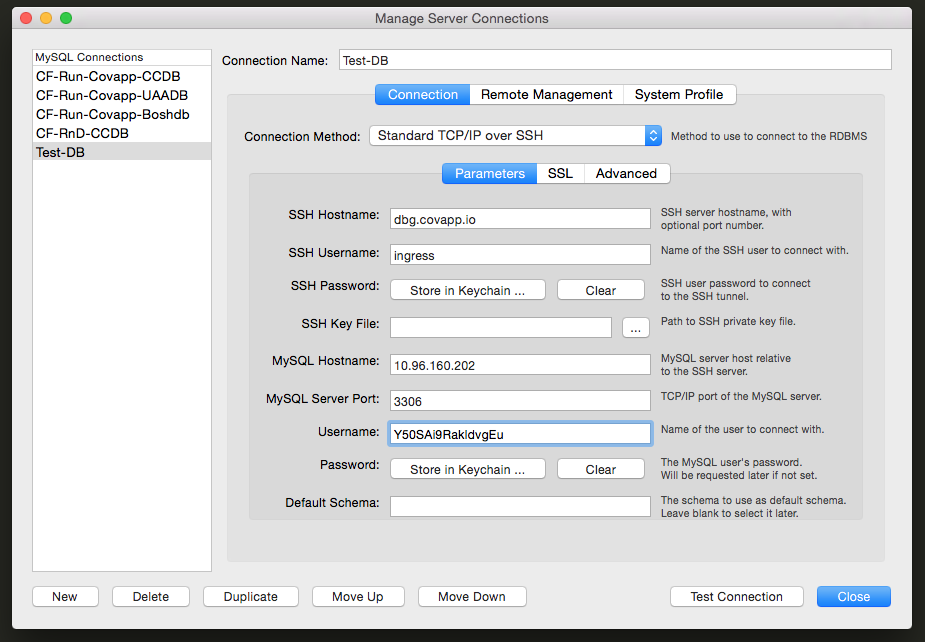 Manage Server Connections
MySQL Connections
CF-Run-Covapp-CCDB
CF-Run-Covapp-UAADB
CF-Run-Covapp-Boshdb
CF-RnD-CCDB
Test-DB
Connection Name: Test-DB
Connection Remote Management System Profile
Connection Method: Standard TCP/IP over SSH Method to use to connect to the RDBMS
Parameters SSL Advanced
SSH Hostname: dbg.covapp.io
SSH server hostname, with
optional port number.
SSH Username: ingress
Name of the SSH user to connect with.
SSH Password: Store in Keychain ... Clear
SSH user password to connect
to the SSH tunnel.
SSH Key File: ...
Path to SSH private key file.
MySQL Hostname: 10.96.160.202
MySQL server host relative
to the SSH server.
MySQL Server Port: 3306
TCP/IP port of the MySQL server.
Username: Y50SAi9RakldvgEu
Name of the user to connect with.
Password: Store in Keychain ... Clear
The MySQL user's password.
Will be requested later if not set.
Default Schema:
The schema to use as default schema.
Leave blank to select it later.
New Delete Duplicate Move Up Move Down Test Connection Close